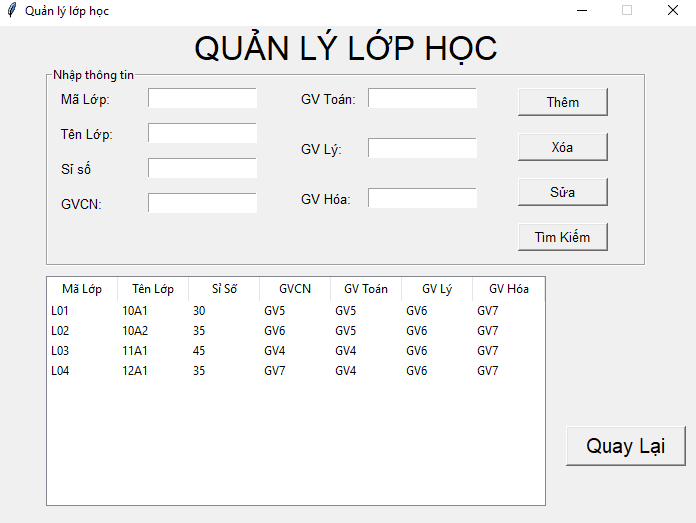 Quản lý lớp học
QUẢN LÝ LỚP HỌC
Nhập thông tin
Mã Lớp: GV Toán: Thêm
Tên Lớp:
GV Lý: Xóa
Sĩ số
GVCN: GV Hóa: Sửa
Tìm Kiếm
Mã Lớp Tên Lớp Sỉ Số GVCN GV Toán GV Lý GV Hóa
L01 10A1 30 GV5 GV5 GV6 GV7
L02 10A2 35 GV6 GV5 GV6 GV7
L03 11A1 45 GV4 GV4 GV6 GV7
L04 12A1 35 GV7 GV4 GV6 GV7
Quay Lại